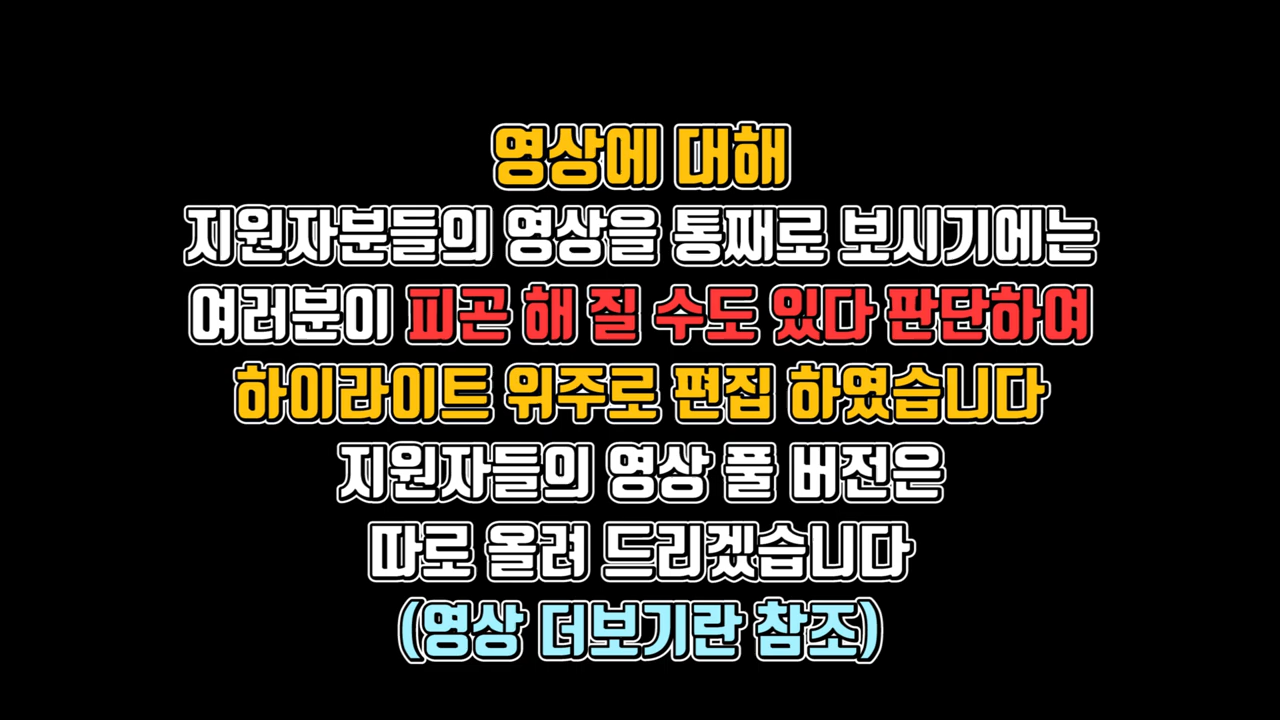 영상에 대해
지원자분들의 영상을 통째로 보시기에는
여러분이 피곤 해 질 수도 있다 판단하여
하이라이트 위주로 편집 하였습니다
지원자들의 영상 풀 버전은
따로 올려 드리겠습니다
(영상 더보기란 참조)